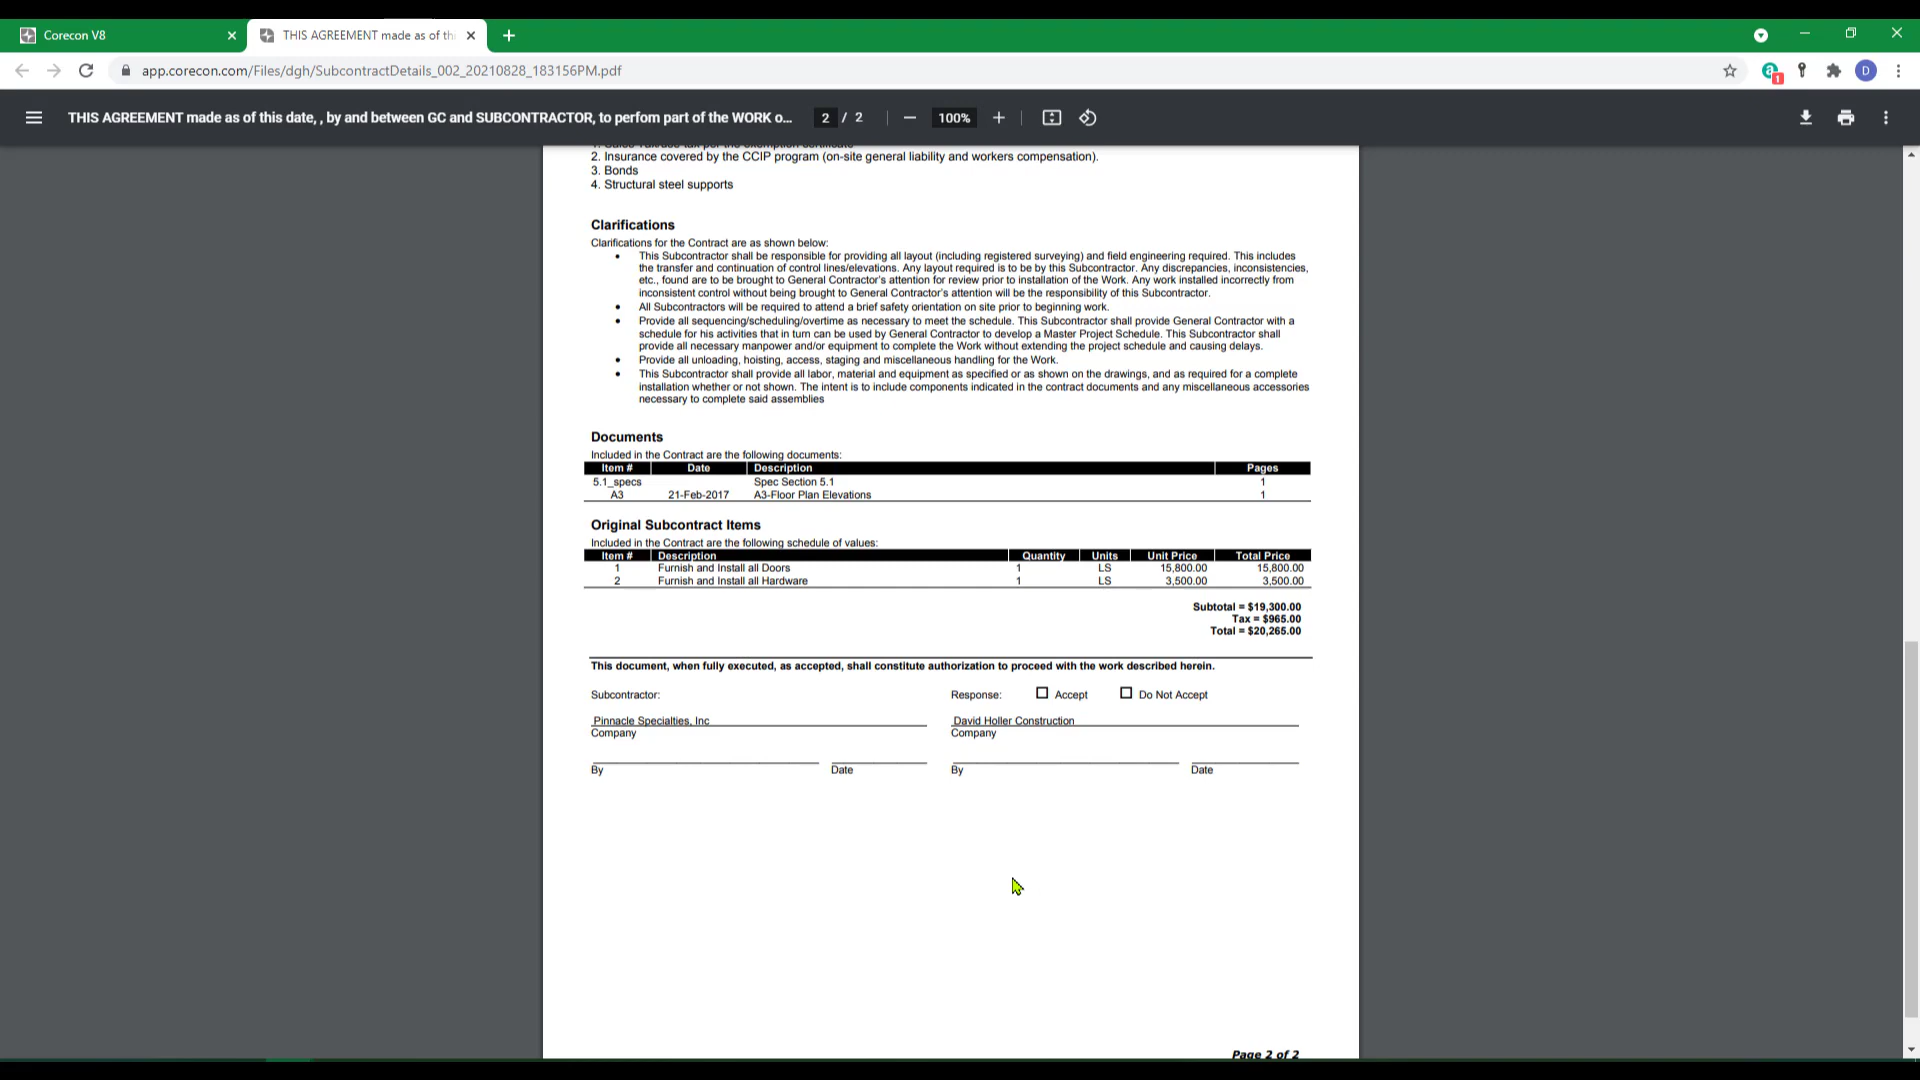 Corecon V8
THIS AGREEMENT made as of thi
app.corecon.com/Files/dgh/SubcontractDetails_002_20210828_183156PM.pdf
1
D
THIS AGREEMENT made as of this date, , by and between GC and SUBCONTRACTOR, to perfom part of the WORK o...
2 / 2
100%
2. Insurance covered by the CCIP program (on-site general liability and workers compensation).
3. Bonds
4. Structural steel supports
Clarifications
Clarifications for the Contract are as shown below:
• This Subcontractor shall be responsible for providing all layout (including registered surveying) and field engineering required. This includes
the transfer and continuation of control lines/elevations. Any layout required is to be by this Subcontractor. Any discrepancies, inconsistencies,
etc., found are to be brought to General Contractor's attention for review prior to installation of the Work. Any work installed incorrectly from
inconsistent control without being brought to General Contractor's attention will be the responsibility of this Subcontractor.
• All Subcontractors will be required to attend a brief safety orientation on site prior to beginning work.
• Provide all sequencing/scheduling/overtime as necessary to meet the schedule. This Subcontractor shall provide General Contractor with a
schedule for his activities that in turn can be used by General Contractor to develop a Master Project Schedule. This Subcontractor shall
provide all necessary manpower and/or equipment to complete the Work without extending the project schedule and causing delays.
• Provide all unloading, hoisting, access, staging and miscellaneous handling for the Work.
• This Subcontractor shall provide all labor, material and equipment as specified or as shown on the drawings, and as required for a complete
installation whether or not shown. The intent is to include components indicated in the contract documents and any miscellaneous accessories
necessary to complete said assemblies
Documents
Included in the Contract are the following documents:
Item # Date Description Pages
5.1_specs Spec Section 5.1 1
A3 21-Feb-2017 A3-Floor Plan Elevations 1
Original Subcontract Items
Included in the Contract are the following schedule of values:
Item # Description Quantity Units Unit Price Total Price
1 Furnish and Install all Doors 1 LS 15,800.00 15,800.00
2 Furnish and Install all Hardware 1 LS 3,500.00 3,500.00
Subtotal = $19,300.00
Tax = $965.00
Total = $20,265.00
This document, when fully executed, as accepted, shall constitute authorization to proceed with the work described herein.
Subcontractor: Response: Accept Do Not Accept
Pinnacle Specialties, Inc David Holler Construction
Company Company
By Date By Date
Page 2 of 2